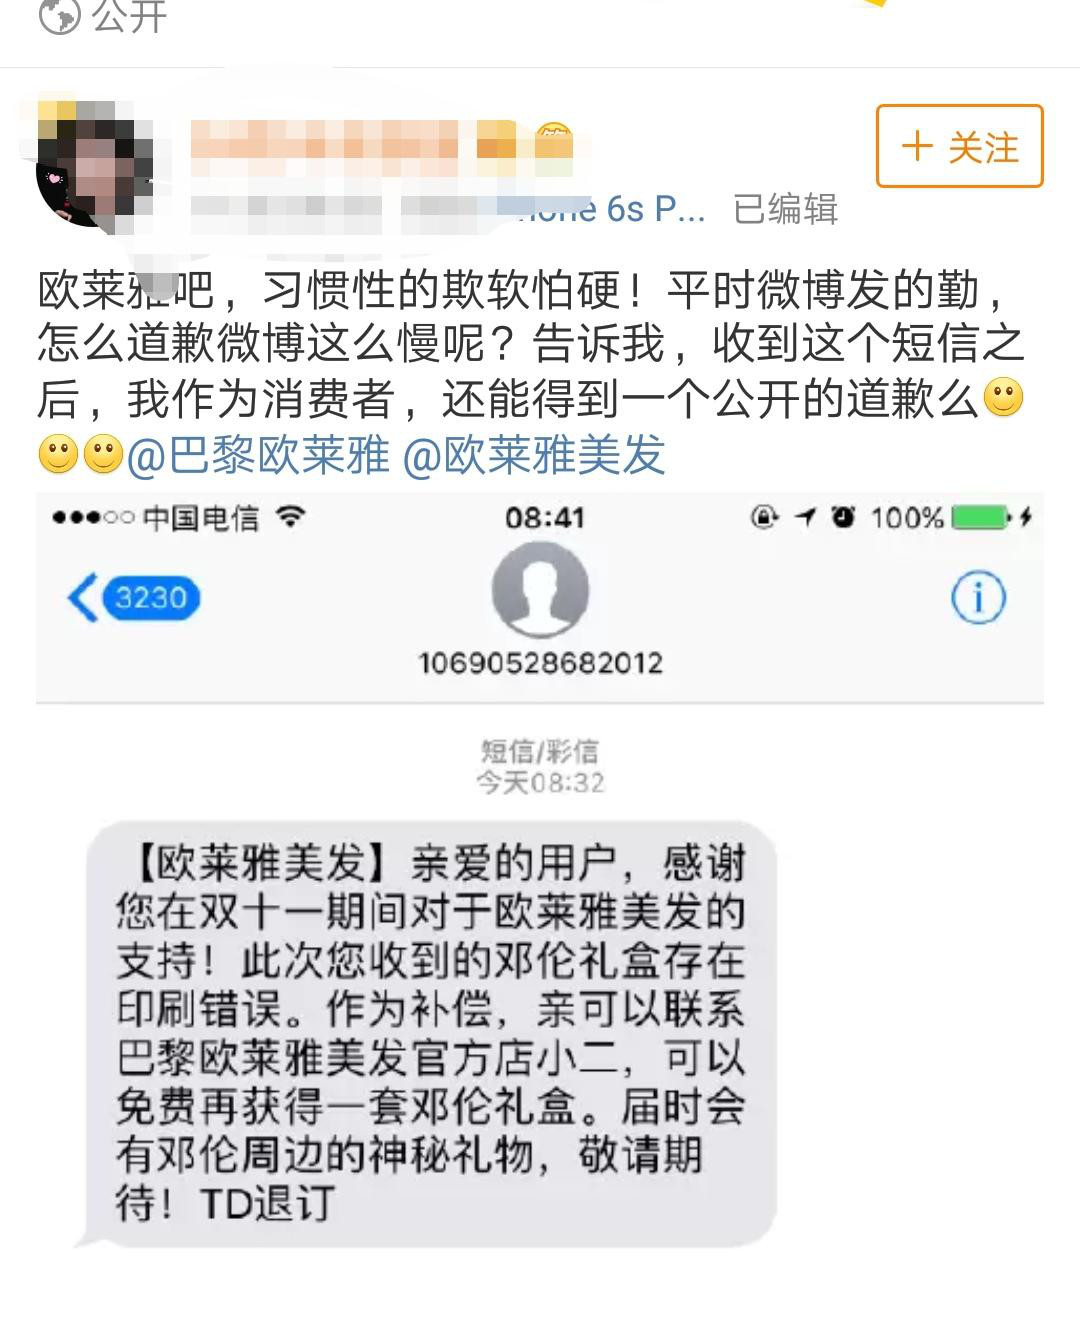 公开
+ 关注
6s P... 已编辑
欧莱雅吧，习惯性的欺软怕硬！平时微博发的勤，
怎么道歉微博这么慢呢？告诉我，收到这个短信之
后，我作为消费者，还能得到一个公开的道歉么
@巴黎欧莱雅 @欧莱雅美发
中国电信 08:41 100%
3230
10690528682012
短信/彩信
今天08:32
【欧莱雅美发】亲爱的用户，感谢
您在双十一期间对于欧莱雅美发的
支持！此次您收到的邓伦礼盒存在
印刷错误。作为补偿，亲可以联系
巴黎欧莱雅美发官方店小二，可以
免费再获得一套邓伦礼盒。届时会
有邓伦周边的神秘礼物，敬请期
待！TD退订